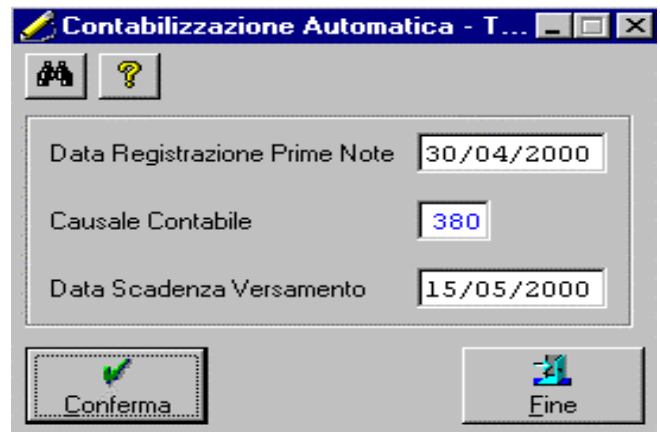 Contabilizzazione Automatica - T...
Data Registrazione Prime Note 30/04/2000
Causale Contabile 380
Data Scadenza Versamento 15/05/2000
Conferma Fine